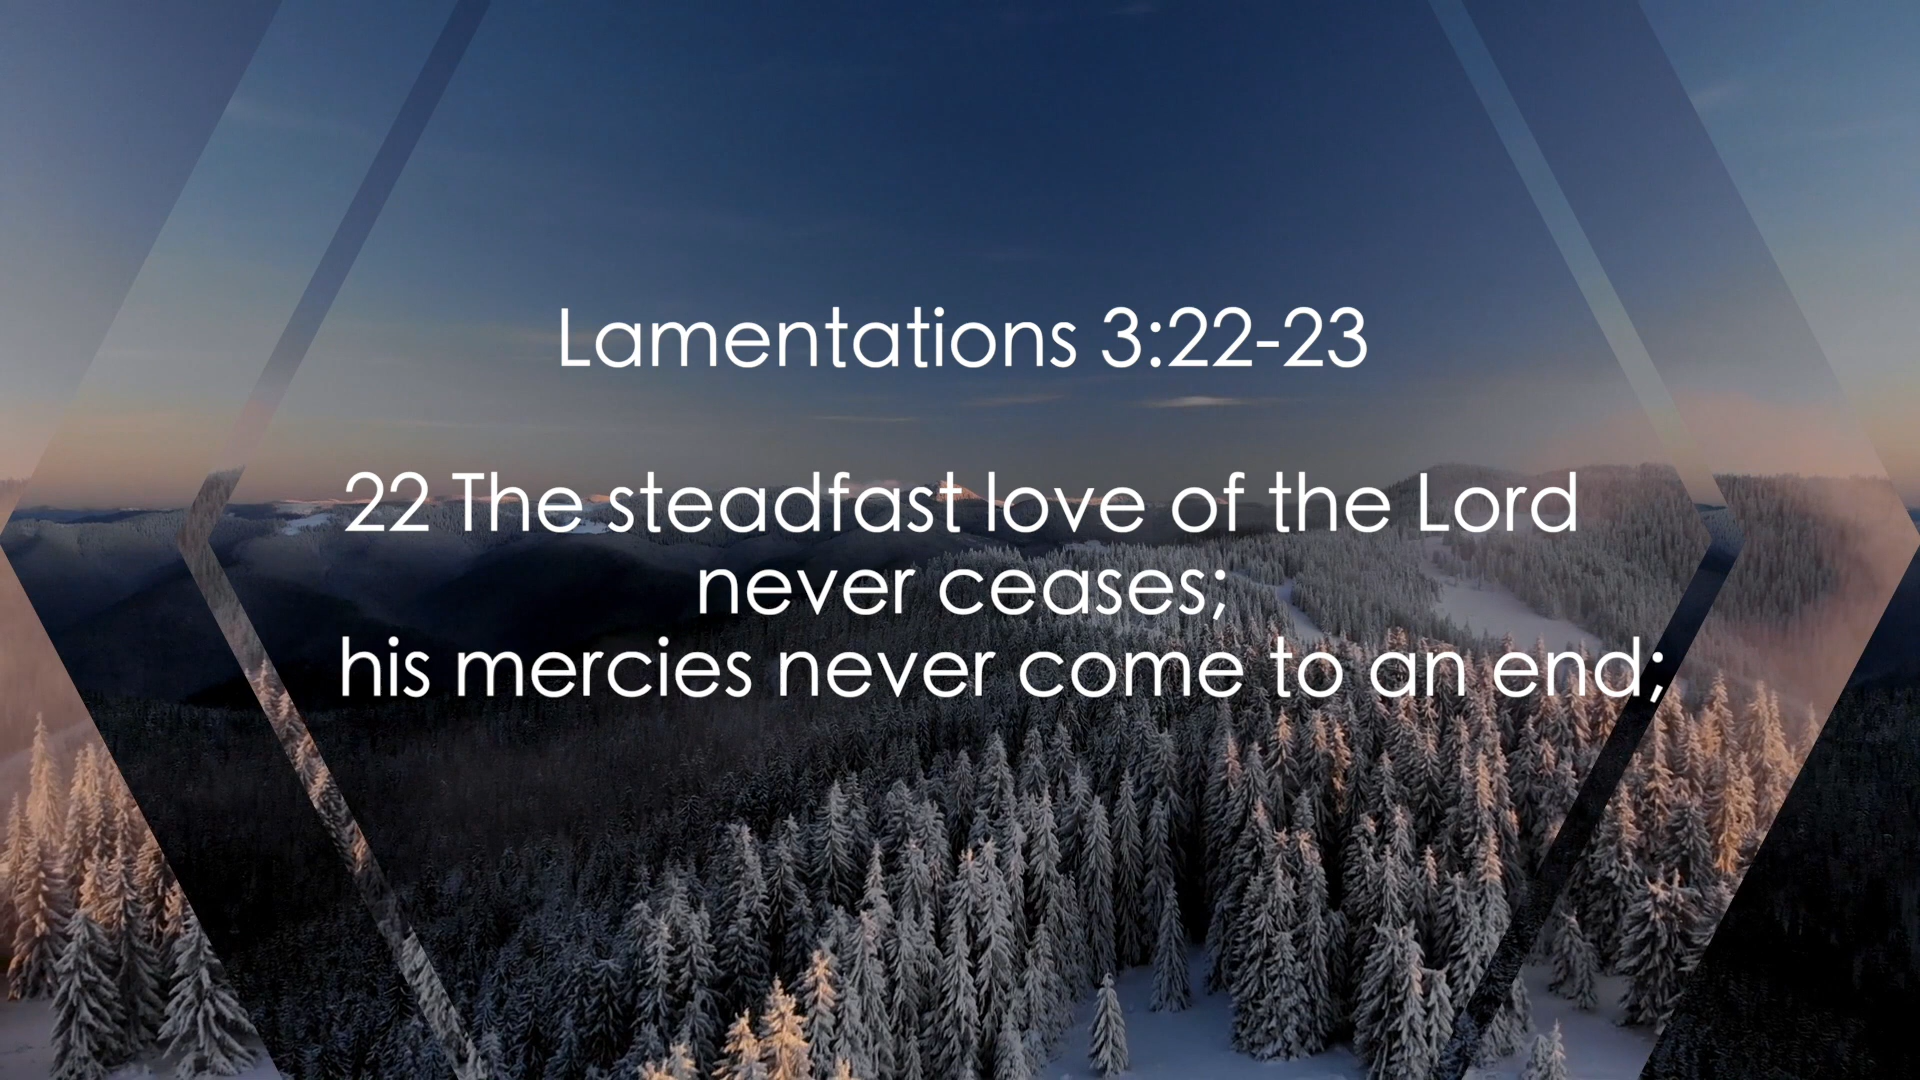 Lamentations 3:22-23
22 The steadfast love of the Lord
never ceases;
his mercies never come to an end;